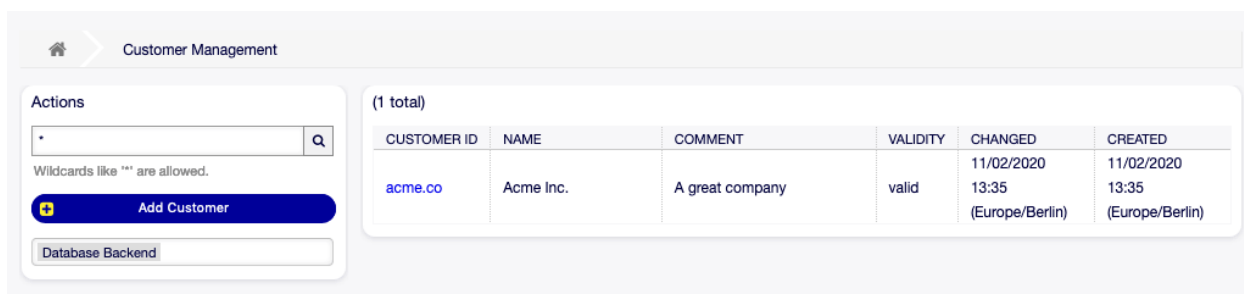 Customer Management
Actions
*
Wildcards like '*' are allowed.
Add Customer
Database Backend
(1 total)
CUSTOMER ID NAME COMMENT VALIDITY CHANGED CREATED
acme.co Acme Inc. A great company valid 11/02/2020 13:35 (Europe/Berlin) 11/02/2020 13:35 (Europe/Berlin)